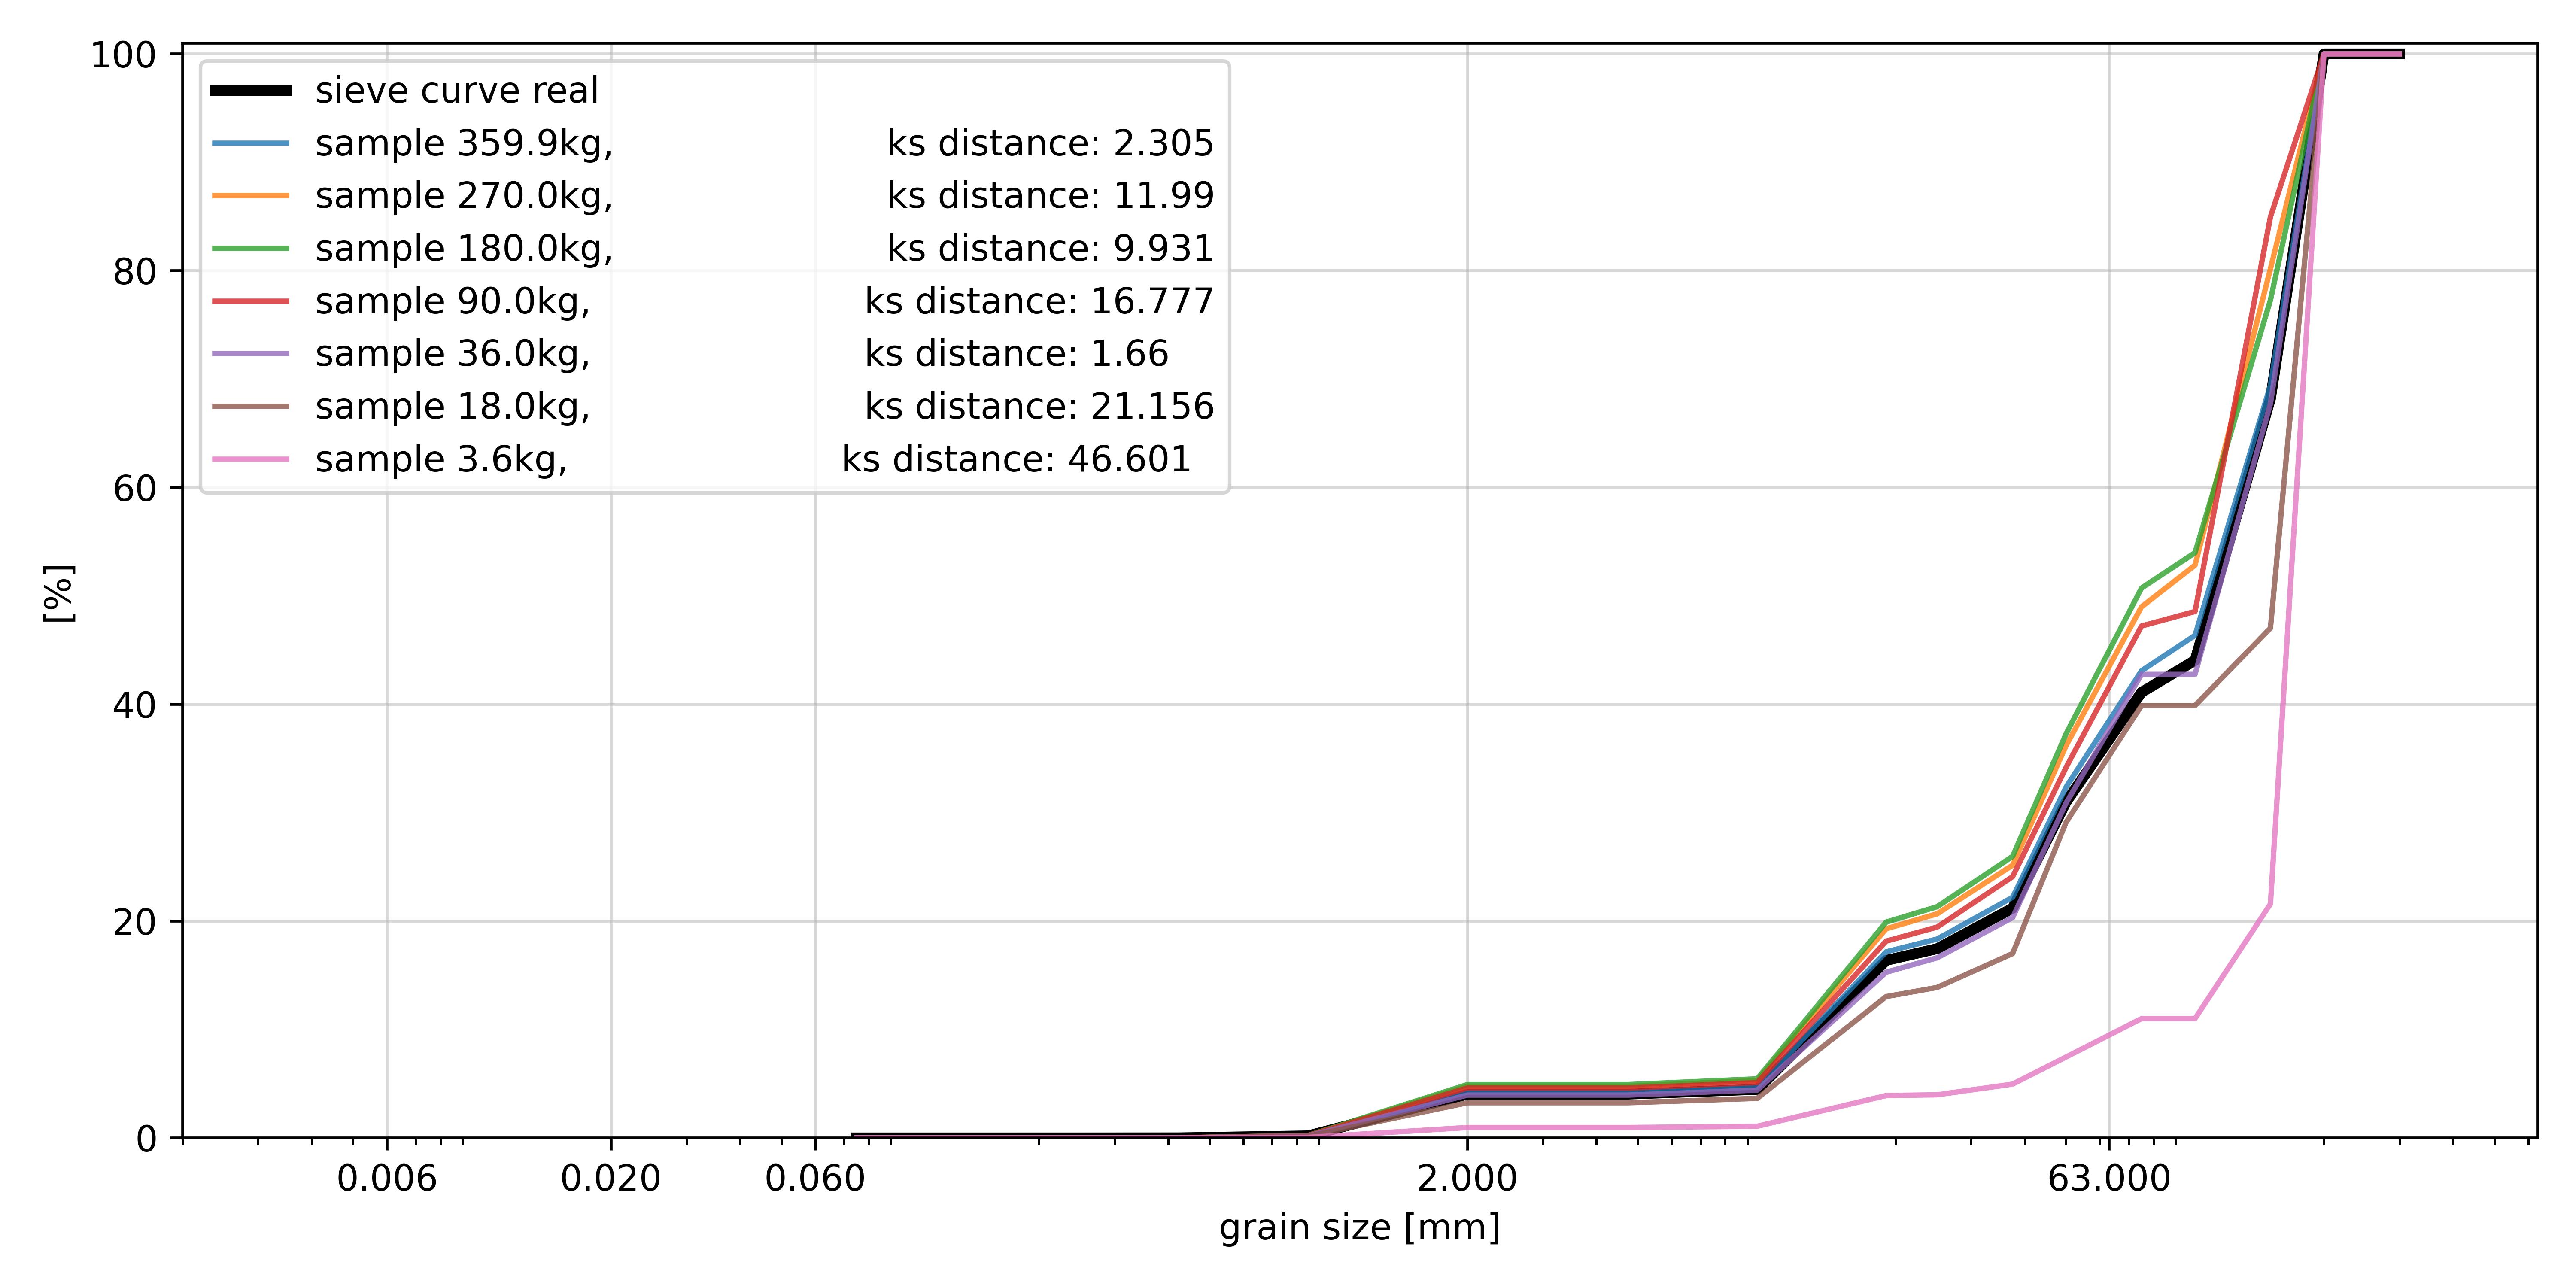 100
80
60
40
20
0
[%]
sieve curve real
sample 359.9kg, ks distance: 2.305
sample 270.0kg, ks distance: 11.99
sample 180.0kg, ks distance: 9.931
sample 90.0kg, ks distance: 16.777
sample 36.0kg, ks distance: 1.66
sample 18.0kg, ks distance: 21.156
sample 3.6kg, ks distance: 46.601
0.006 0.020 0.060 2.000 63.000
grain size [mm]